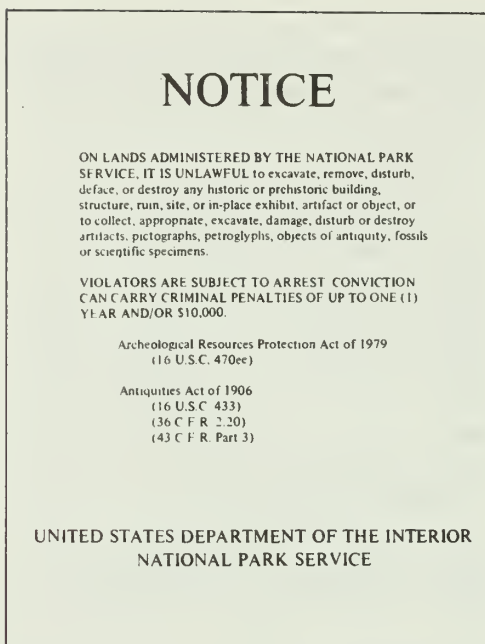 NOTICE
ON LANDS ADMINISTERED BY THE NATIONAL PARK
SERVICE, IT IS UNLAWFUL to excavate, remove, disturb,
deface, or destroy any historic or prehistoric building,
structure, ruin, site, or in-place exhibit, artifact or object, or
to collect, appropriate, excavate, damage, disturb or destroy
artifacts, pictographs, petroglyphs, objects of antiquity, fossils
or scientific specimens.
VIOLATORS ARE SUBJECT TO ARREST CONVICTION
CAN CARRY CRIMINAL PENALTIES OF UP TO ONE (1)
YEAR AND/OR $10,000.
Archeological Resources Protection Act of 1979
(16 U.S.C. 470ee)
Antiquities Act of 1906
(16 U.S.C 433)
(36 C F R 2.20)
(43 C F R. Part 3)
UNITED STATES DEPARTMENT OF THE INTERIOR
NATIONAL PARK SERVICE